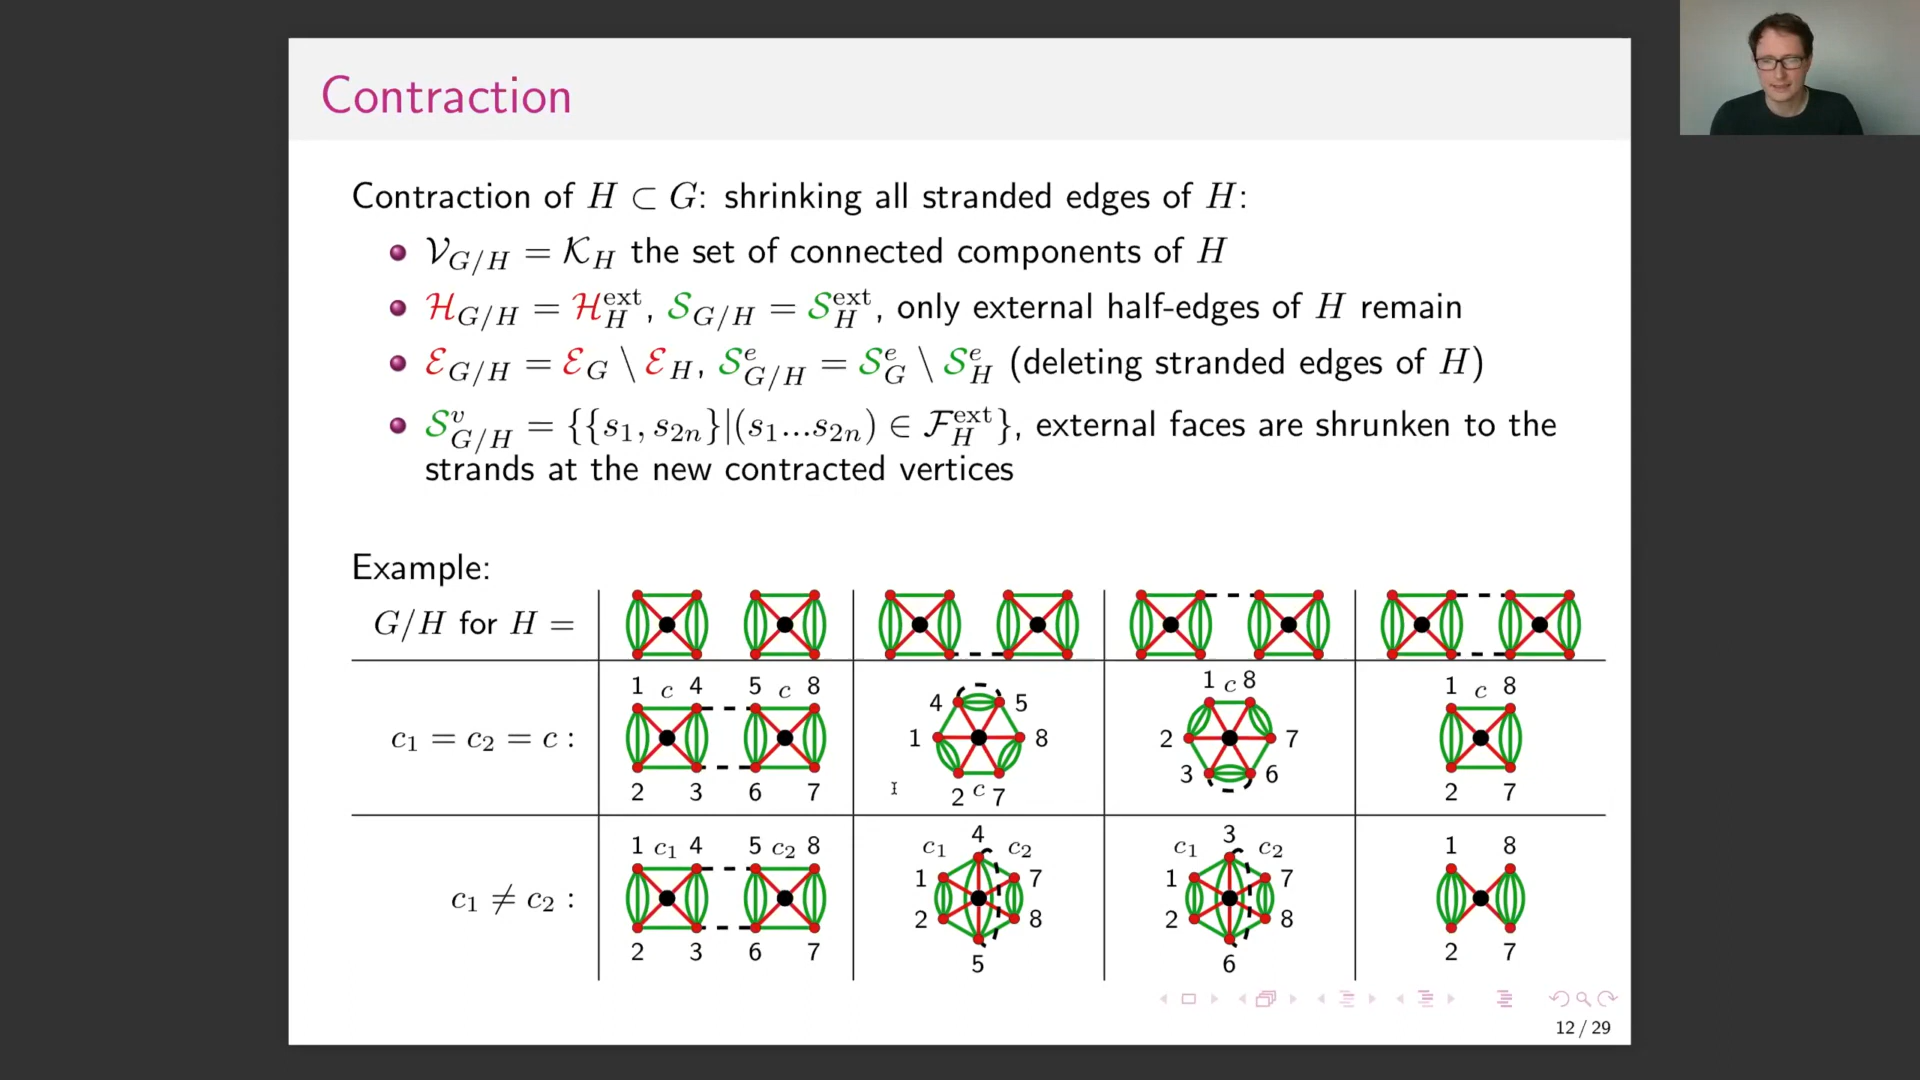 Contraction
Contraction of H ⊂ G: shrinking all stranded edges of H:
𝒱_{G/H} = 𝒦_H the set of connected components of H
ℋ_{G/H} = ℋ_H^{ext}, 𝒮_{G/H} = 𝒮_H^{ext}, only external half-edges of H remain
ℰ_{G/H} = ℰ_G \ ℰ_H, 𝒮^e_{G/H} = 𝒮^e_G \ 𝒮^e_H (deleting stranded edges of H)
𝒮^v_{G/H} = {{s_1, s_{2n}}|(s_1...s_{2n}) ∈ ℱ_H^{ext}}, external faces are shrunken to the
strands at the new contracted vertices
Example:
G/H for H =
c_1 = c_2 = c :
1 c 4 5 c 8
2 3 6 7
4 5
1 8
2 c 7
1 c 8
2 7
3 6
1 c 8
2 7
c_1 ≠ c_2 :
1 c_1 4 5 c_2 8
2 3 6 7
4
c_1 c_2
1 7
2 8
5
3
c_1 c_2
1 7
2 8
6
1 8
2 7
12 / 29